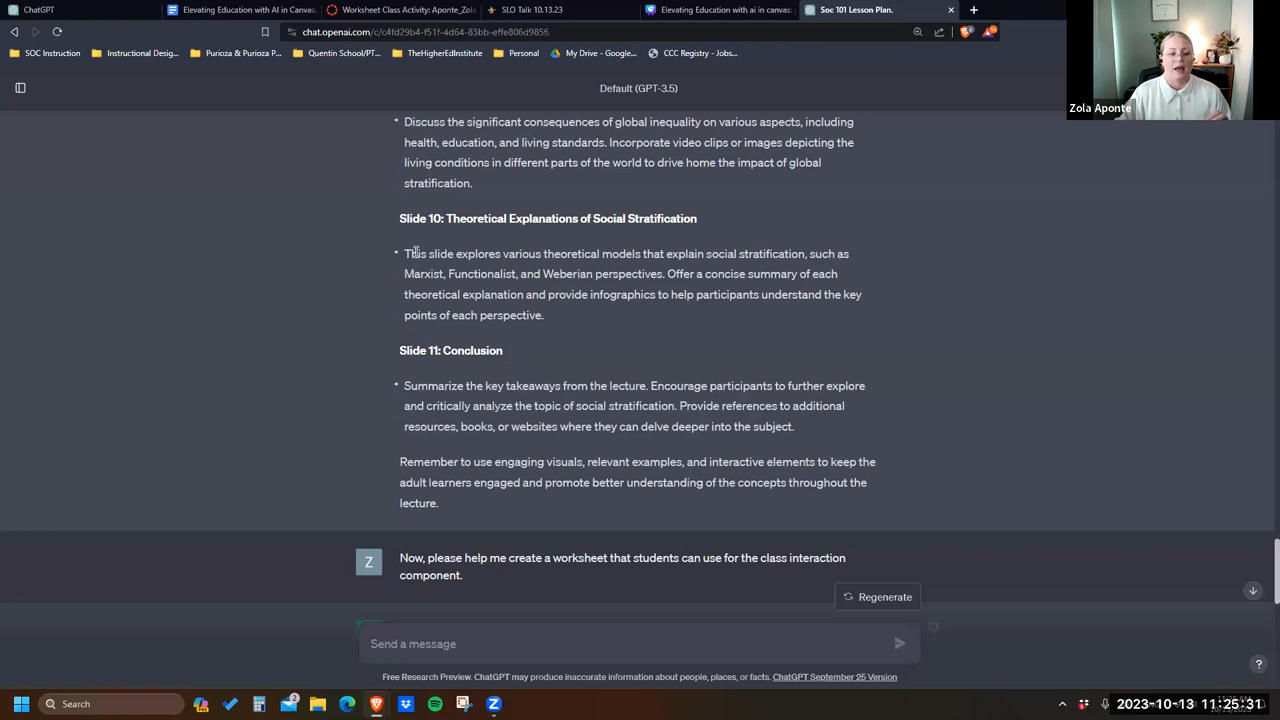 ChatGPT
Elevating Education with AI in Canvas
Worksheet Class Activity: Aponte_Zola
SLO Talk 10.13.23
Elevating Education with ai in canvas
Soc 101 Lesson Plan.
chat.openai.com/c/c4fd29b4-f51f-4d64-83bb-effe806d9856
SOC Instruction
Instructional Desig...
Purioza & Purioza P...
Quentin School/PT...
TheHigherEdInstitute
Personal
My Drive - Google...
CCC Registry - Jobs...
Zola Aponte
Default (GPT-3.5)
Discuss the significant consequences of global inequality on various aspects, including
health, education, and living standards. Incorporate video clips or images depicting the
living conditions in different parts of the world to drive home the impact of global
stratification.
Slide 10: Theoretical Explanations of Social Stratification
This slide explores various theoretical models that explain social stratification, such as
Marxist, Functionalist, and Weberian perspectives. Offer a concise summary of each
theoretical explanation and provide infographics to help participants understand the key
points of each perspective.
Slide 11: Conclusion
Summarize the key takeaways from the lecture. Encourage participants to further explore
and critically analyze the topic of social stratification. Provide references to additional
resources, books, or websites where they can delve deeper into the subject.
Remember to use engaging visuals, relevant examples, and interactive elements to keep the
adult learners engaged and promote better understanding of the concepts throughout the
lecture.
Z
Now, please help me create a worksheet that students can use for the class interaction
component.
Regenerate
Send a message
Free Research Preview. ChatGPT may produce inaccurate information about people, places, or facts. ChatGPT September 25 Version
?
Search
2023-10-13 11:25:31